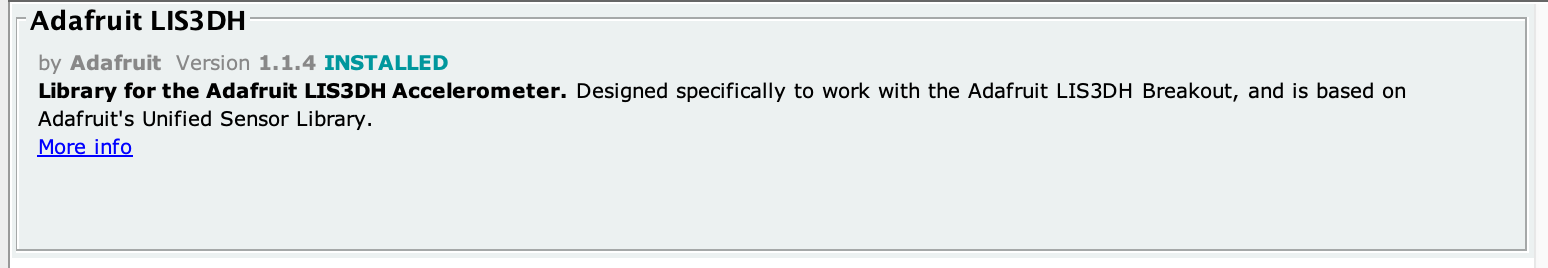 Adafruit LIS3DH
by Adafruit Version 1.1.4 INSTALLED
Library for the Adafruit LIS3DH Accelerometer. Designed specifically to work with the Adafruit LIS3DH Breakout, and is based on
Adafruit's Unified Sensor Library.
More info